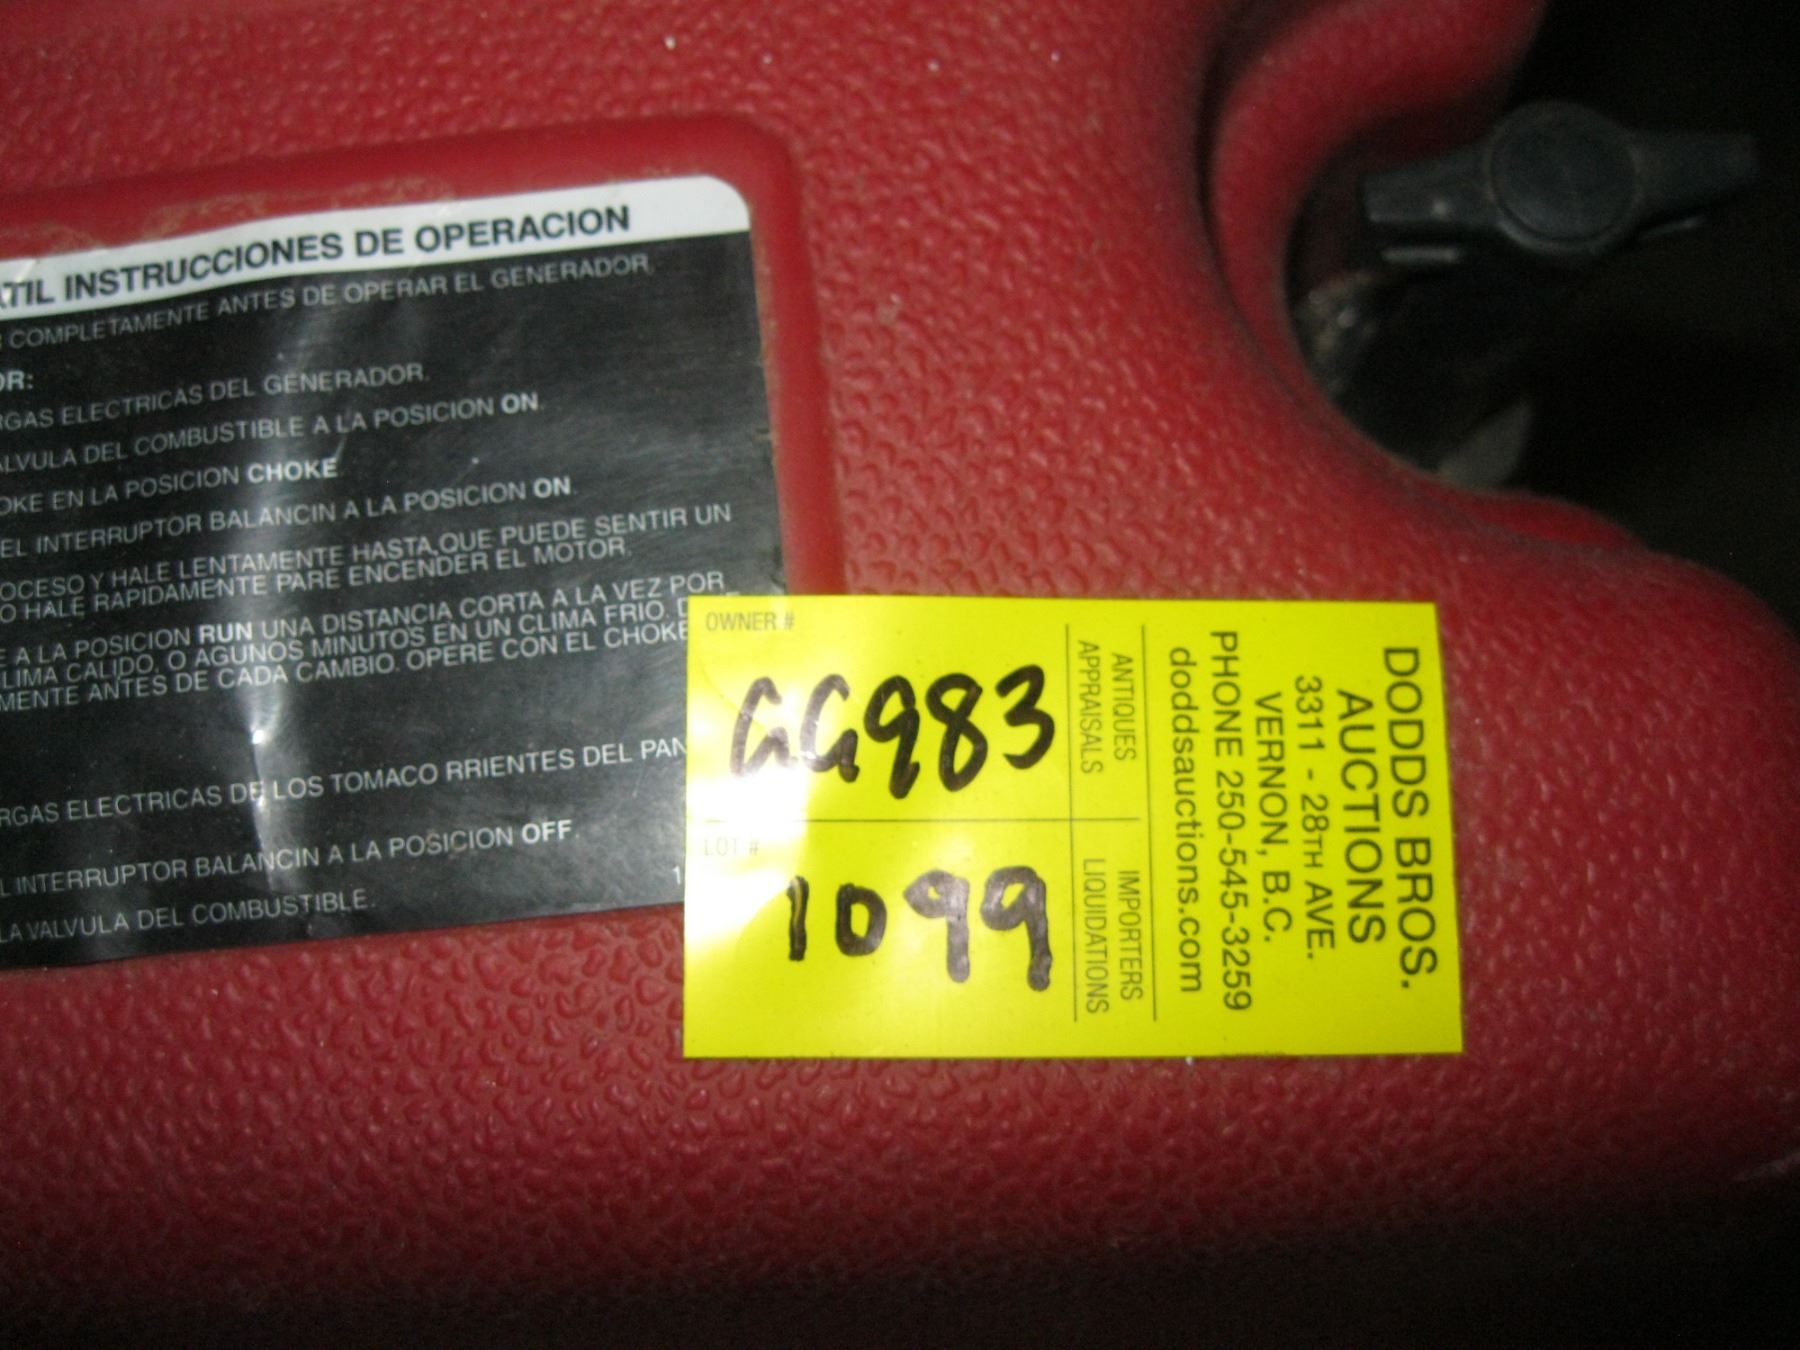 TIL INSTRUCCIONES DE OPERACION
COMPLETAMENTE ANTES DE OPERAR EL GENERADOR,
OR:
RGAS ELECTRICAS DEL GENERADOR.
ALVULA DEL COMBUSTIBLE A LA POSICION ON.
OKE EN LA POSICION CHOKE
EL INTERRUPTOR BALANCIN A LA POSICION ON.
OCESO Y HALE LENTAMENTE HASTA QUE PUEDE SENTIR UN
O HALE RAPIDAMENTE PARE ENCENDER EL MOTOR.
E A LA POSICION RUN UNA DISTANCIA CORTA A LA VEZ POR
LIMA CALIDO, O AGUNOS MINUTOS EN UN CLIMA FRIO. D
MENTE ANTES DE CADA CAMBIO. OPERE CON EL CHOKE
RGAS ELECTRICAS DE LOS TOMACO RRIENTES DEL PAN
L INTERRUPTOR BALANCIN A LA POSICION OFF.
LA VALVULA DEL COMBUSTIBLE.
1
OWNER #
GG983
LOT #
1099
DODDS BROS.
AUCTIONS
3311 - 28TH AVE.
VERNON, B.C.
PHONE 250-545-3259
doddsauctions.com
ANTIQUES
APPRAISALS
IMPORTERS
LIQUIDATIONS